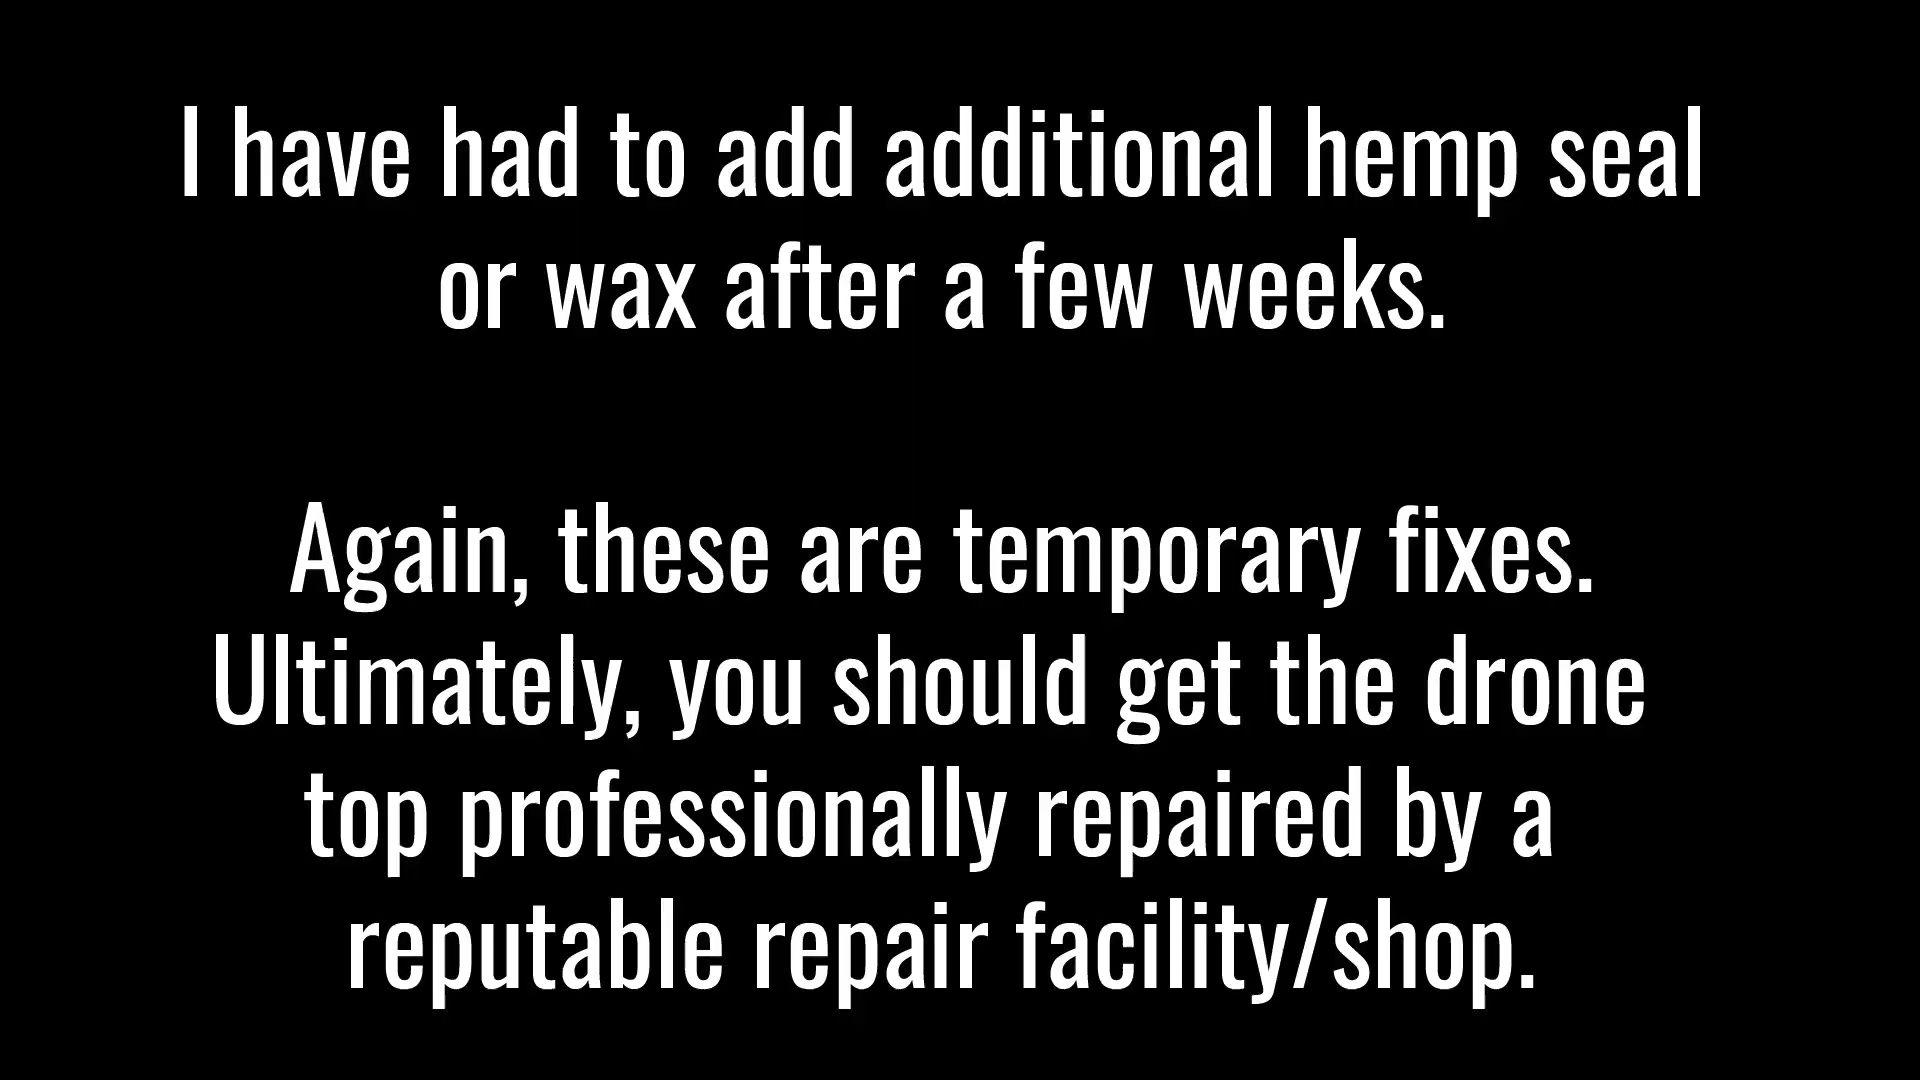 I have had to add additional hemp seal
or wax after a few weeks.
Again, these are temporary fixes.
Ultimately, you should get the drone
top professionally repaired by a
reputable repair facility/shop.